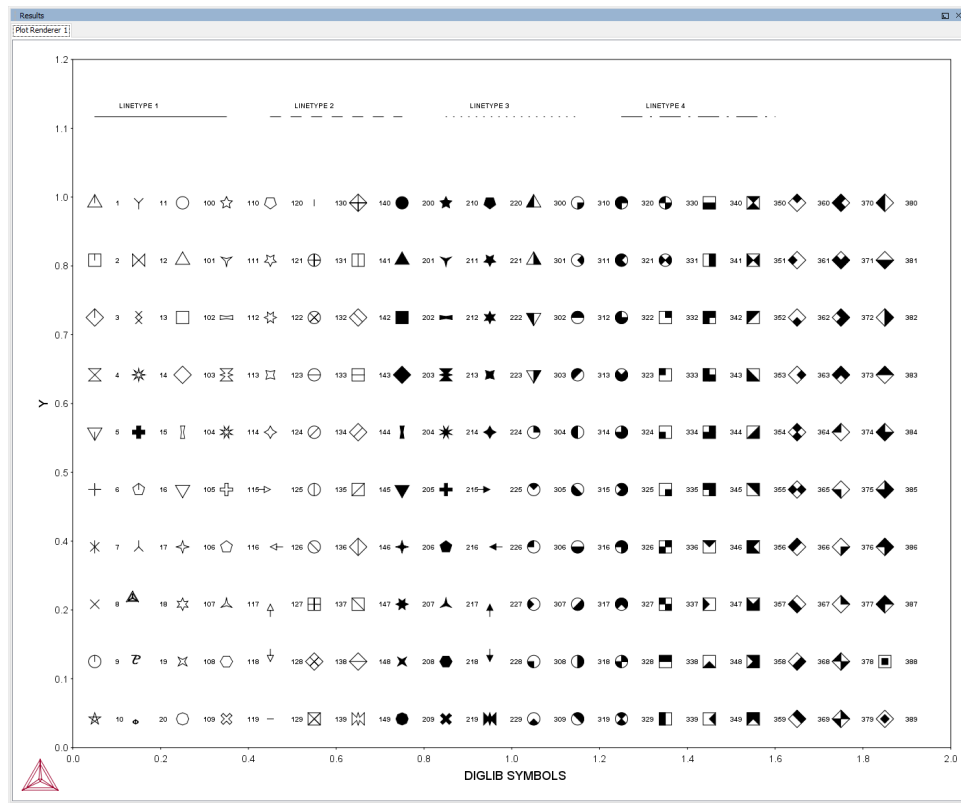 Results
Plot Renderer 1
1.2
LINETYPE 1 LINETYPE 2 LINETYPE 3 LINETYPE 4
1.1
1.0
1 11 100 110 120 130 140 200 210 220 300 310 320 330 340 350 360 370 380
0.8
2 12 101 111 121 131 141 201 211 221 301 311 321 331 341 351 361 371 381
3 13 102 112 122 132 142 202 212 222 302 312 322 332 342 352 362 372 382
0.7
4 14 103 113 123 133 143 203 213 223 303 313 323 333 343 353 363 373 383
0.6
Y
5 15 104 114 124 134 144 204 214 224 304 314 324 334 344 354 364 374 384
0.5
6 16 105 115 125 135 145 205 215 225 305 315 325 335 345 355 365 375 385
0.4
7 17 106 116 126 136 146 206 216 226 306 316 326 336 346 356 366 376 386
8 18 107 117 127 137 147 207 217 227 307 317 327 337 347 357 367 377 387
0.2
9 19 108 118 128 138 148 208 218 228 308 318 328 338 348 358 368 378 388
0.1
10 20 109 119 129 139 149 209 219 229 309 319 329 339 349 359 369 379 389
0.0
0.0 0.2 0.4 0.6 0.8 1.0 1.2 1.4 1.6 1.8 2.0
DIGLIB SYMBOLS